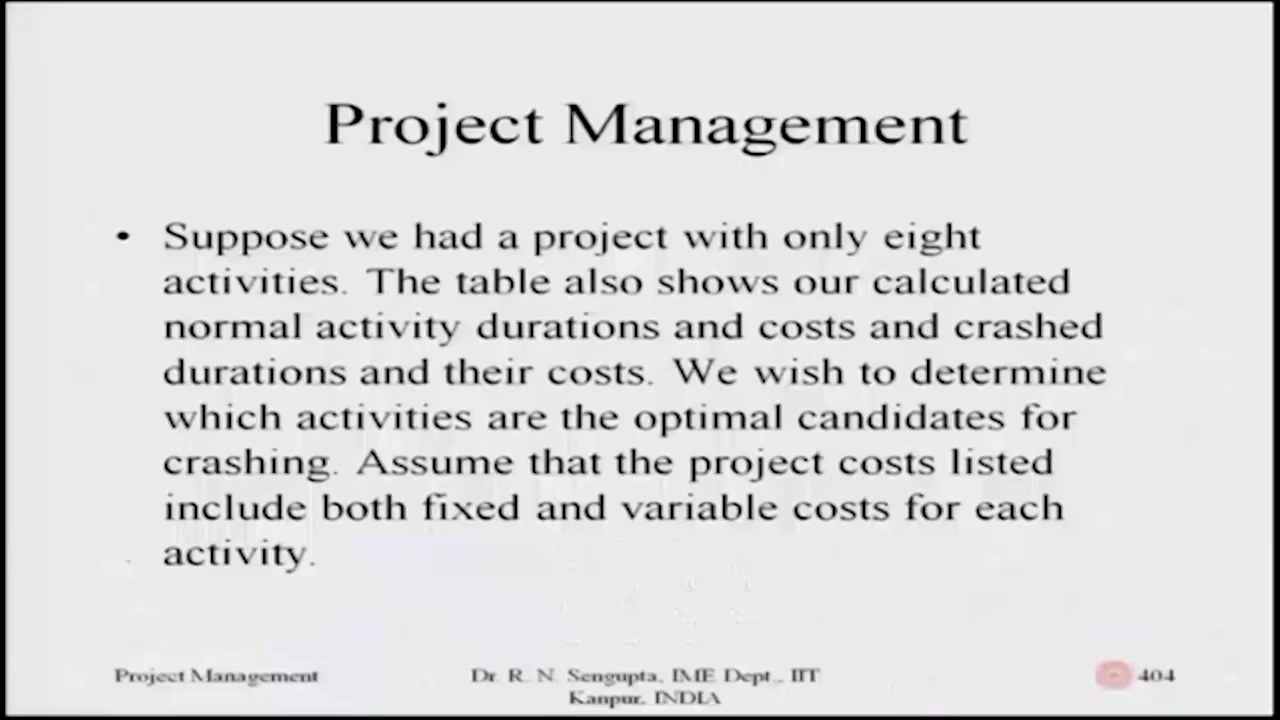 Project Management
• Suppose we had a project with only eight
activities. The table also shows our calculated
normal activity durations and costs and crashed
durations and their costs. We wish to determine
which activities are the optimal candidates for
crashing. Assume that the project costs listed
include both fixed and variable costs for each
activity.
Project Management
Dr. R. N. Sengupta, IME Dept., IIT
Kanpur, INDIA
404